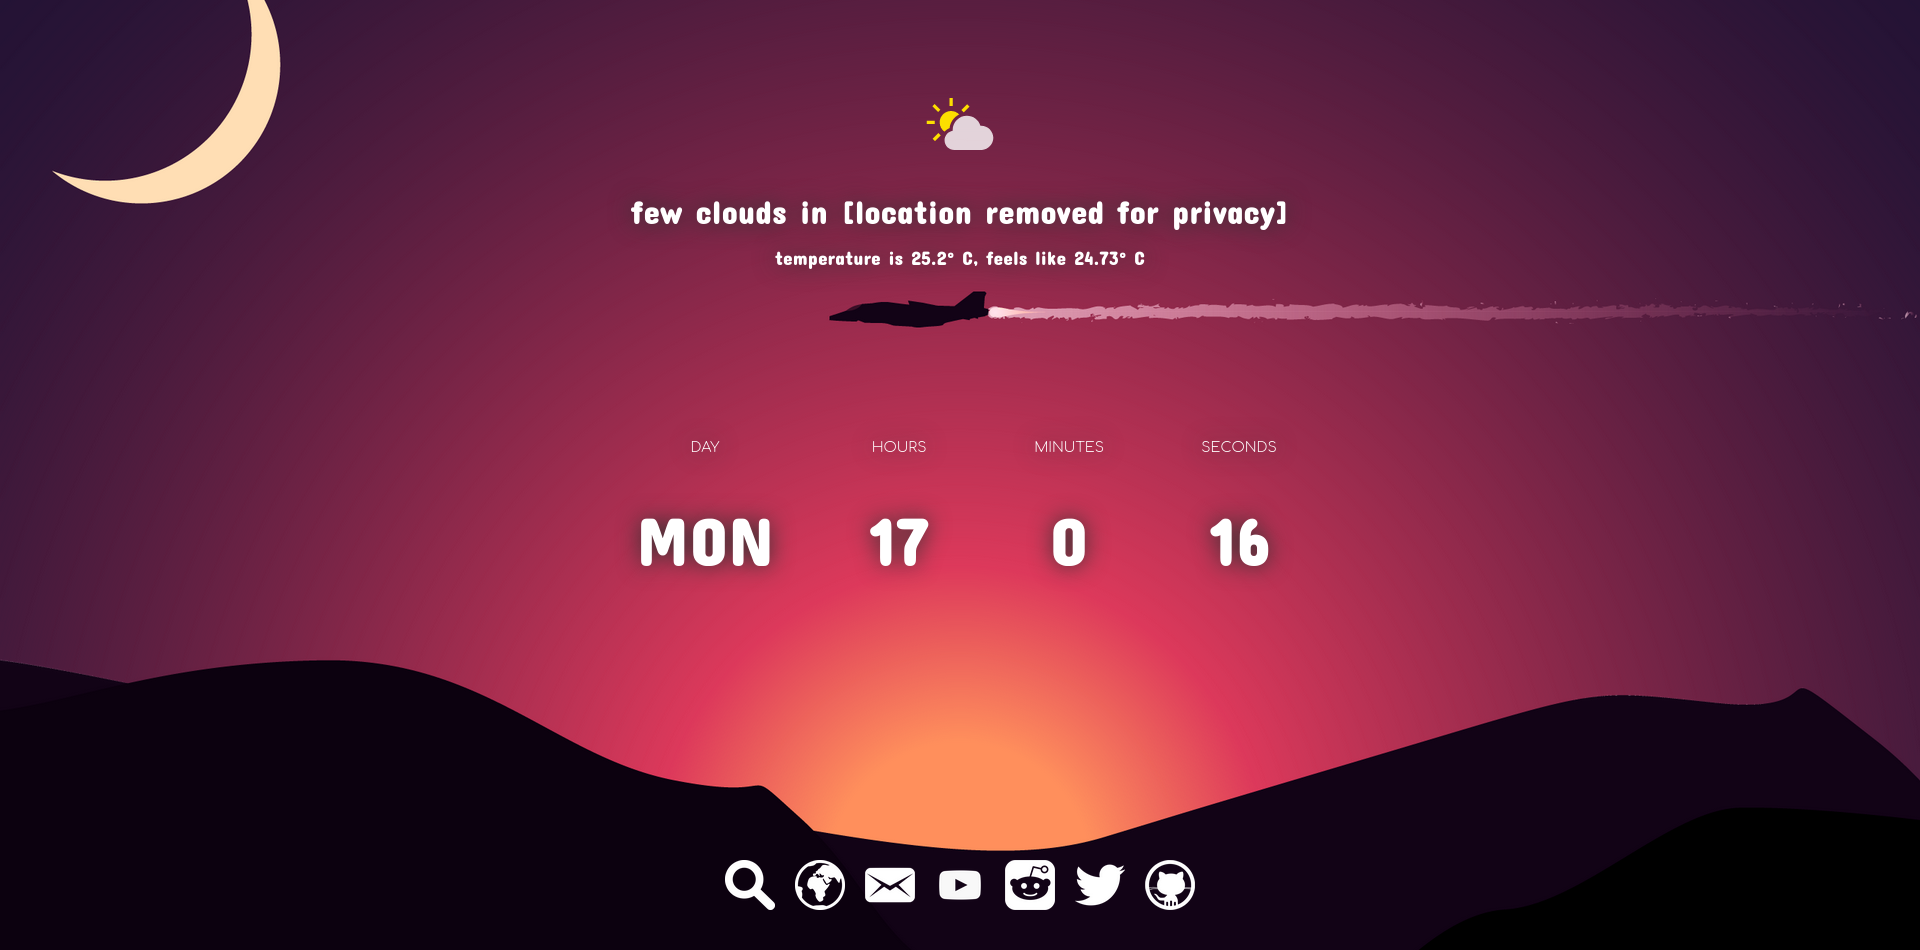 few clouds in [location removed for privacy]
temperature is 25.2° C, feels like 24.73° C
DAY HOURS MINUTES SECONDS
MON 17 0 16